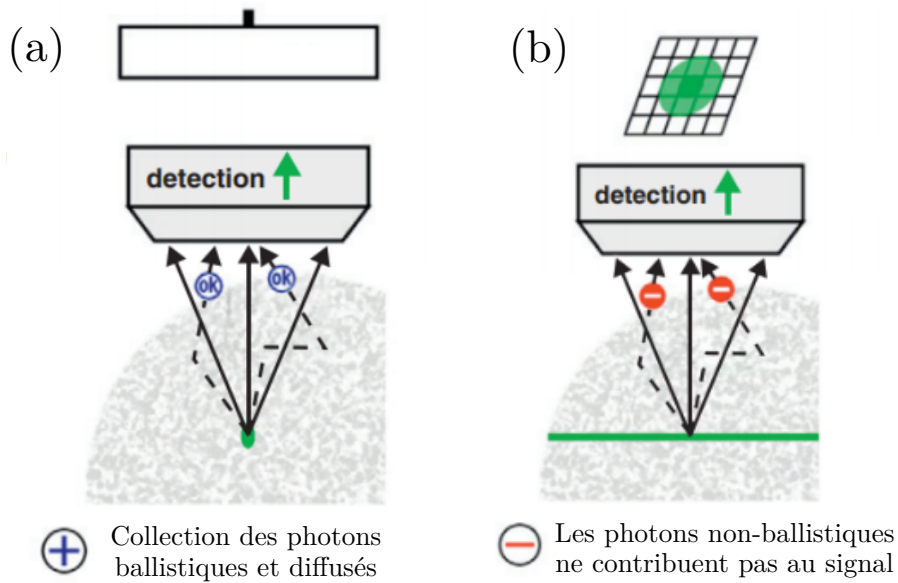 (a)
detection
ok
ok
Collection des photons
ballistiques et diffusés
(b)
detection
Les photons non-ballistiques
ne contribuent pas au signal